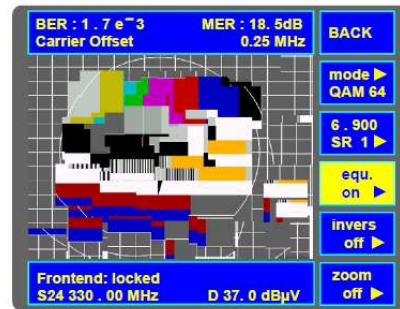 BER : 1 . 7 e⁻3
MER : 18. 5dB
Carrier Offset
0.25 MHz
BACK
mode ▶
QAM 64
6 . 900
SR 1 ▶
equ.
on ▶
invers
off ▶
zoom
off ▶
Frontend: locked
S24 330 . 00 MHz
D 37. 0 dBµV